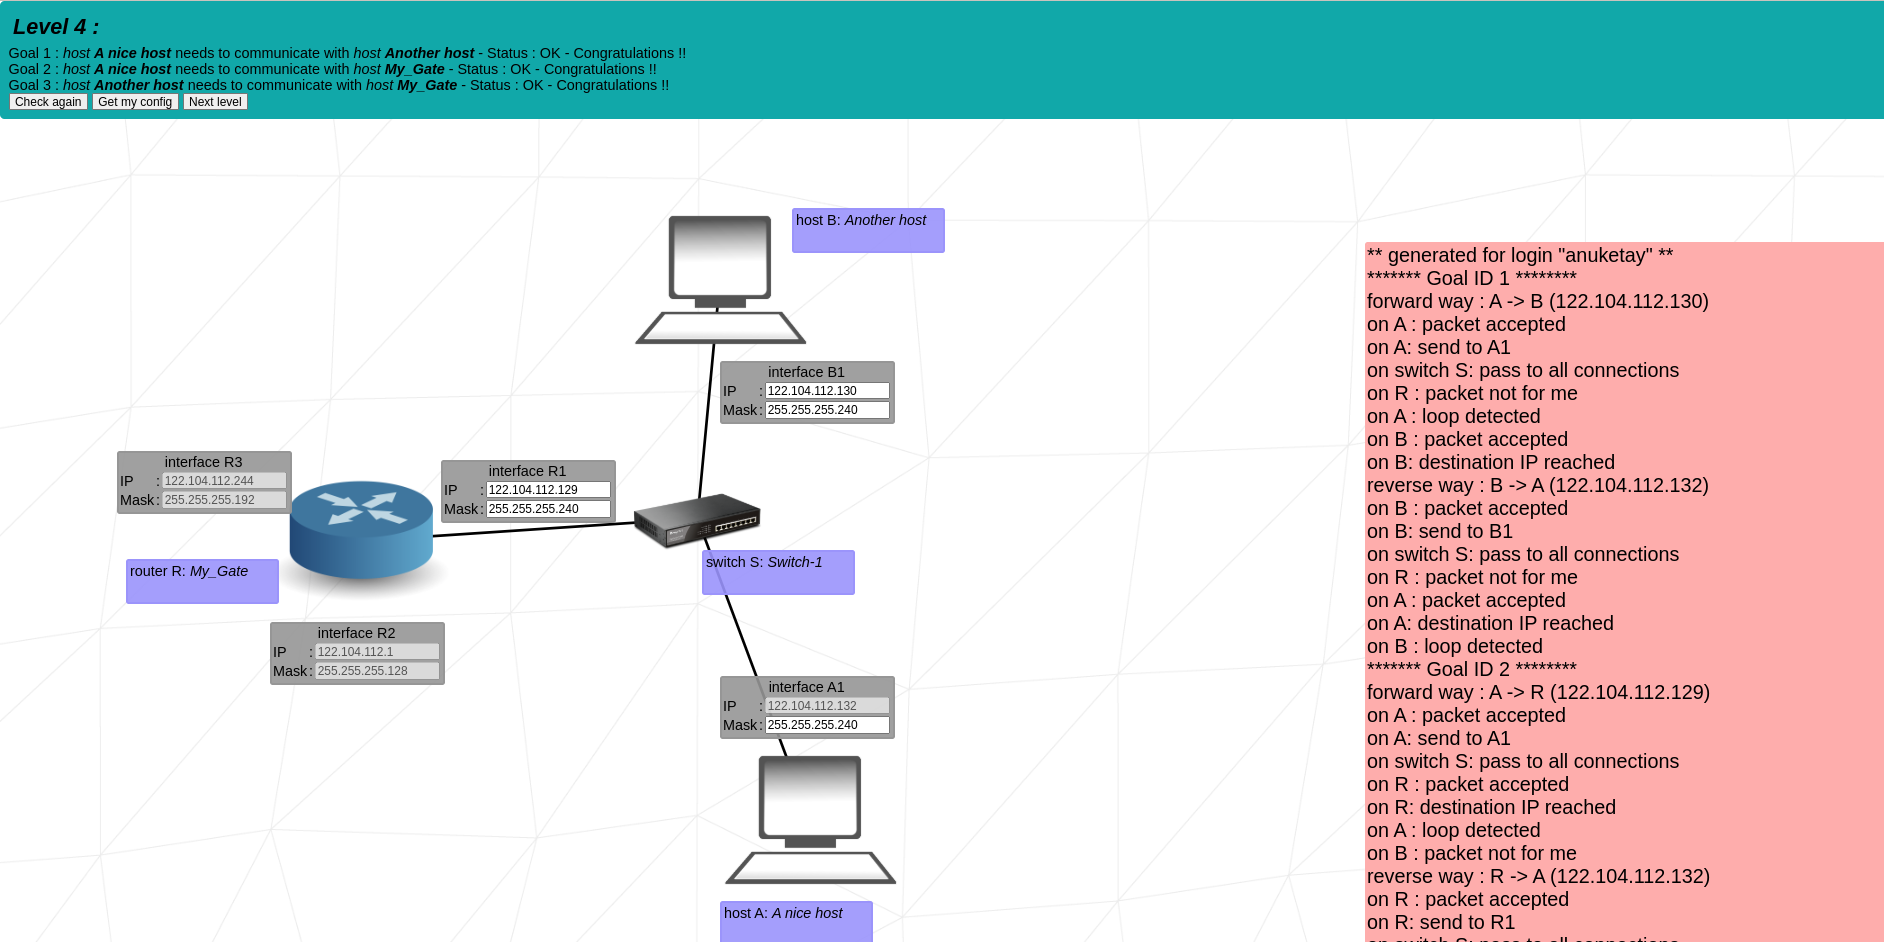 Level 4 :
Goal 1 : host A nice host needs to communicate with host Another host - Status : OK - Congratulations !!
Goal 2 : host A nice host needs to communicate with host My_Gate - Status : OK - Congratulations !!
Goal 3 : host Another host needs to communicate with host My_Gate - Status : OK - Congratulations !!
Check again Get my config Next level
host B: Another host
interface B1
IP : 122.104.112.130
Mask : 255.255.255.240
interface R3
IP : 122.104.112.244
Mask : 255.255.255.192
interface R1
IP : 122.104.112.129
Mask : 255.255.255.240
router R: My_Gate
switch S: Switch-1
interface R2
IP : 122.104.112.1
Mask : 255.255.255.128
interface A1
IP : 122.104.112.132
Mask : 255.255.255.240
host A: A nice host
** generated for login "anuketay" **
******* Goal ID 1 ********
forward way : A -> B (122.104.112.130)
on A : packet accepted
on A: send to A1
on switch S: pass to all connections
on R : packet not for me
on A : loop detected
on B : packet accepted
on B: destination IP reached
reverse way : B -> A (122.104.112.132)
on B : packet accepted
on B: send to B1
on switch S: pass to all connections
on R : packet not for me
on A : packet accepted
on A: destination IP reached
on B : loop detected
******* Goal ID 2 ********
forward way : A -> R (122.104.112.129)
on A : packet accepted
on A: send to A1
on switch S: pass to all connections
on R : packet accepted
on R: destination IP reached
on A : loop detected
on B : packet not for me
reverse way : R -> A (122.104.112.132)
on R : packet accepted
on R: send to R1
on switch S: pass to all connections